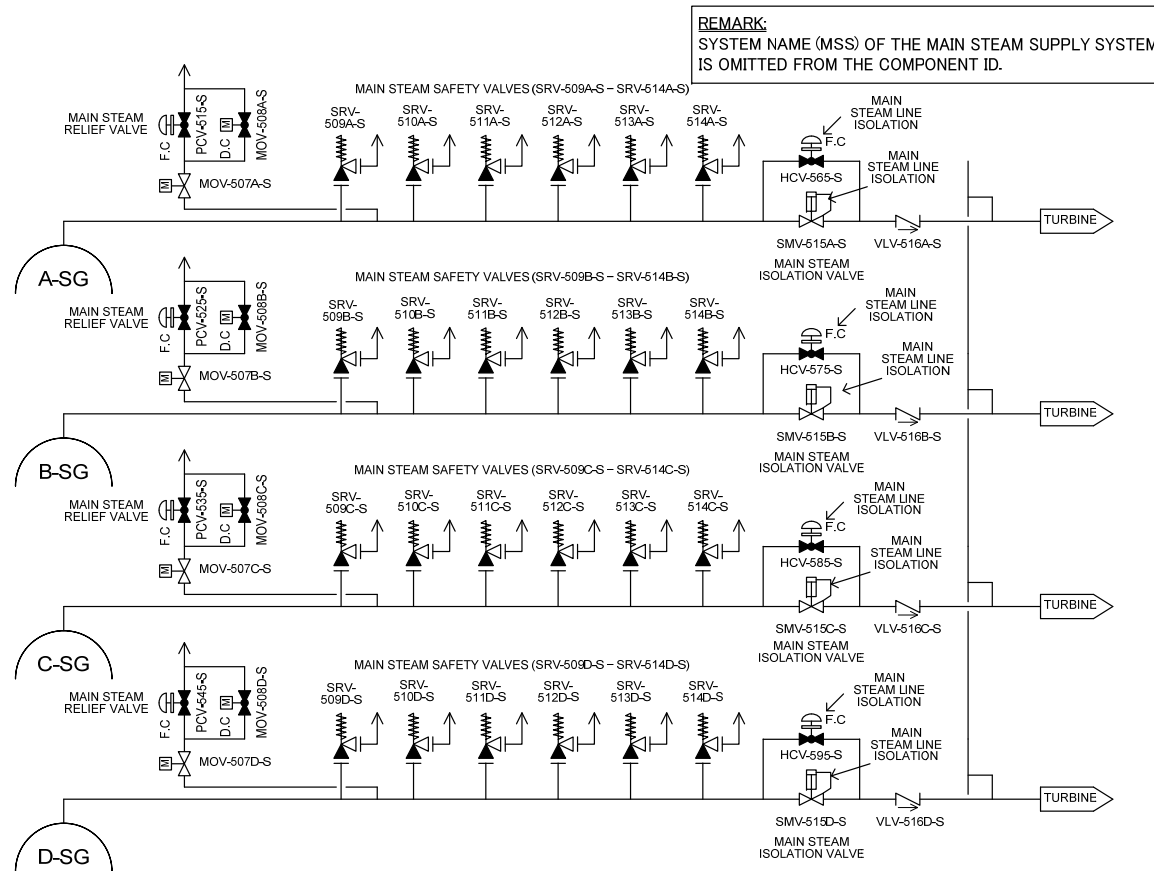 REMARK:
SYSTEM NAME (MSS) OF THE MAIN STEAM SUPPLY SYSTEM
IS OMITTED FROM THE COMPONENT ID.
MAIN STEAM
RELIEF VALVE
F.C
PCV-515-S
D.C
M
MOV-508A-S
M
MOV-507A-S
MAIN STEAM SAFETY VALVES (SRV-509A-S – SRV-514A-S)
SRV-
509A-S
SRV-
510A-S
SRV-
511A-S
SRV-
512A-S
SRV-
513A-S
SRV-
514A-S
MAIN
STEAM LINE
ISOLATION
F.C
HCV-565-S
MAIN
STEAM LINE
ISOLATION
SMV-515A-S
MAIN STEAM
ISOLATION VALVE
VLV-516A-S
TURBINE
A-SG
MAIN STEAM
RELIEF VALVE
F.C
PCV-525-S
D.C
M
MOV-508B-S
M
MOV-507B-S
MAIN STEAM SAFETY VALVES (SRV-509B-S – SRV-514B-S)
SRV-
509B-S
SRV-
510B-S
SRV-
511B-S
SRV-
512B-S
SRV-
513B-S
SRV-
514B-S
MAIN
STEAM LINE
ISOLATION
F.C
HCV-575-S
MAIN
STEAM LINE
ISOLATION
SMV-515B-S
MAIN STEAM
ISOLATION VALVE
VLV-516B-S
TURBINE
B-SG
MAIN STEAM
RELIEF VALVE
F.C
PCV-535-S
D.C
M
MOV-508C-S
M
MOV-507C-S
MAIN STEAM SAFETY VALVES (SRV-509C-S – SRV-514C-S)
SRV-
509C-S
SRV-
510C-S
SRV-
511C-S
SRV-
512C-S
SRV-
513C-S
SRV-
514C-S
MAIN
STEAM LINE
ISOLATION
F.C
HCV-585-S
MAIN
STEAM LINE
ISOLATION
SMV-515C-S
MAIN STEAM
ISOLATION VALVE
VLV-516C-S
TURBINE
C-SG
MAIN STEAM
RELIEF VALVE
F.C
PCV-545-S
D.C
M
MOV-508D-S
M
MOV-507D-S
MAIN STEAM SAFETY VALVES (SRV-509D-S – SRV-514D-S)
SRV-
509D-S
SRV-
510D-S
SRV-
511D-S
SRV-
512D-S
SRV-
513D-S
SRV-
514D-S
MAIN
STEAM LINE
ISOLATION
F.C
HCV-595-S
MAIN
STEAM LINE
ISOLATION
SMV-515D-S
MAIN STEAM
ISOLATION VALVE
VLV-516D-S
TURBINE
D-SG